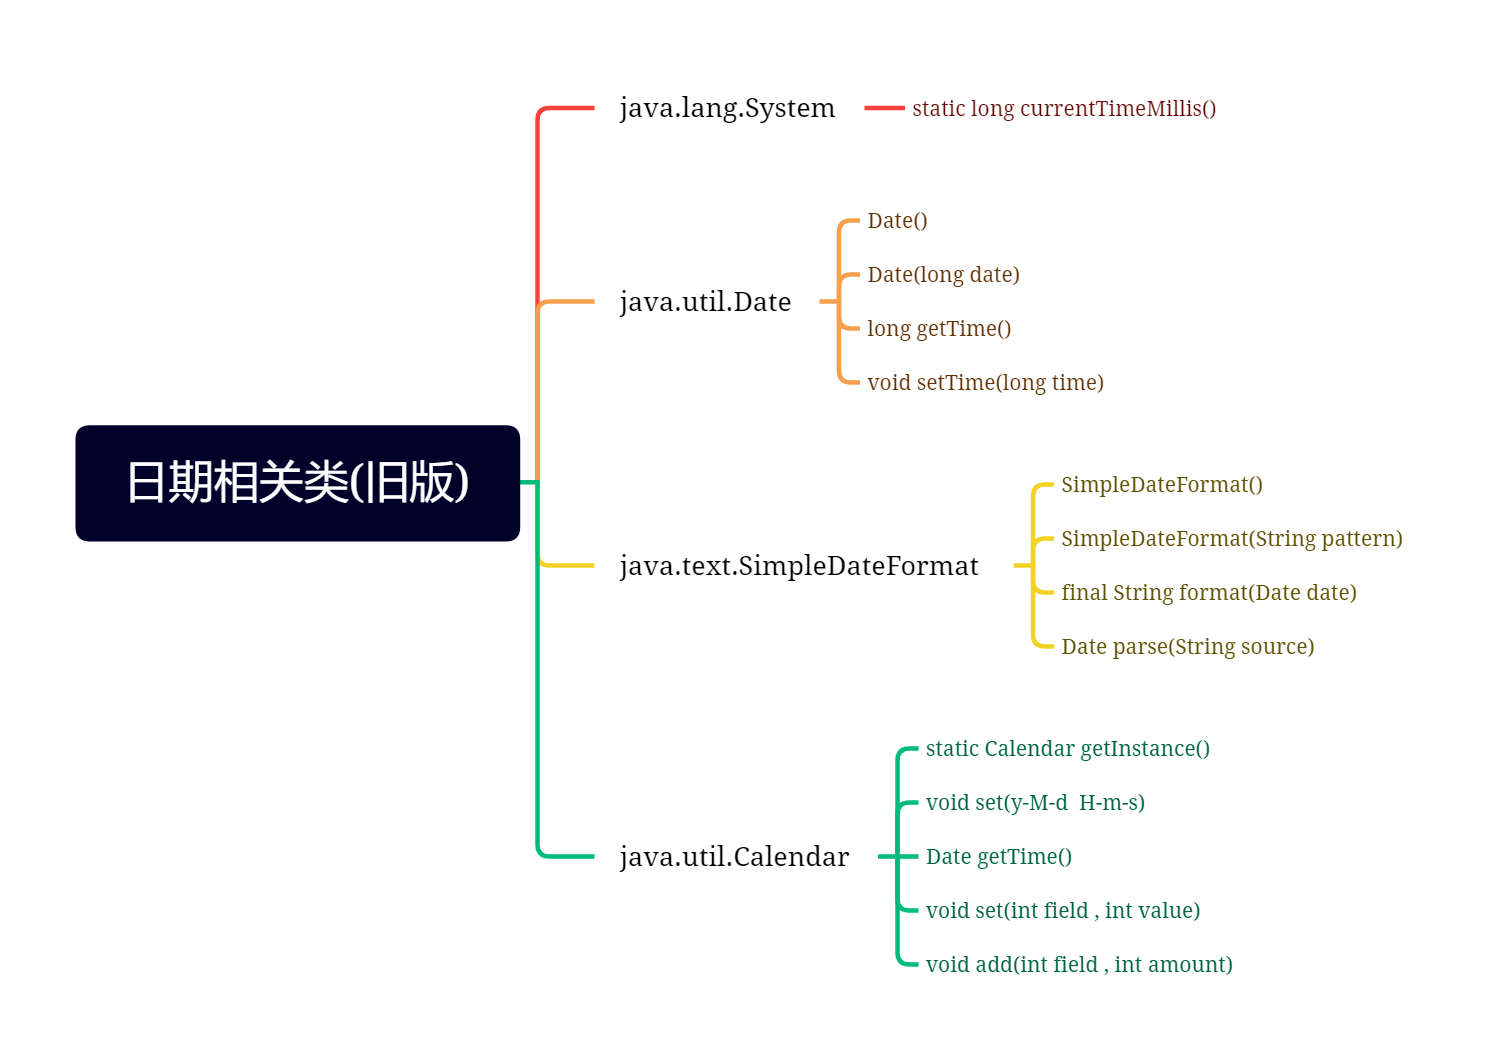 日期相关类(旧版)
java.lang.System
static long currentTimeMillis()
java.util.Date
Date()
Date(long date)
long getTime()
void setTime(long time)
java.text.SimpleDateFormat
SimpleDateFormat()
SimpleDateFormat(String pattern)
final String format(Date date)
Date parse(String source)
java.util.Calendar
static Calendar getInstance()
void set(y-M-d  H-m-s)
Date getTime()
void set(int field , int value)
void add(int field , int amount)